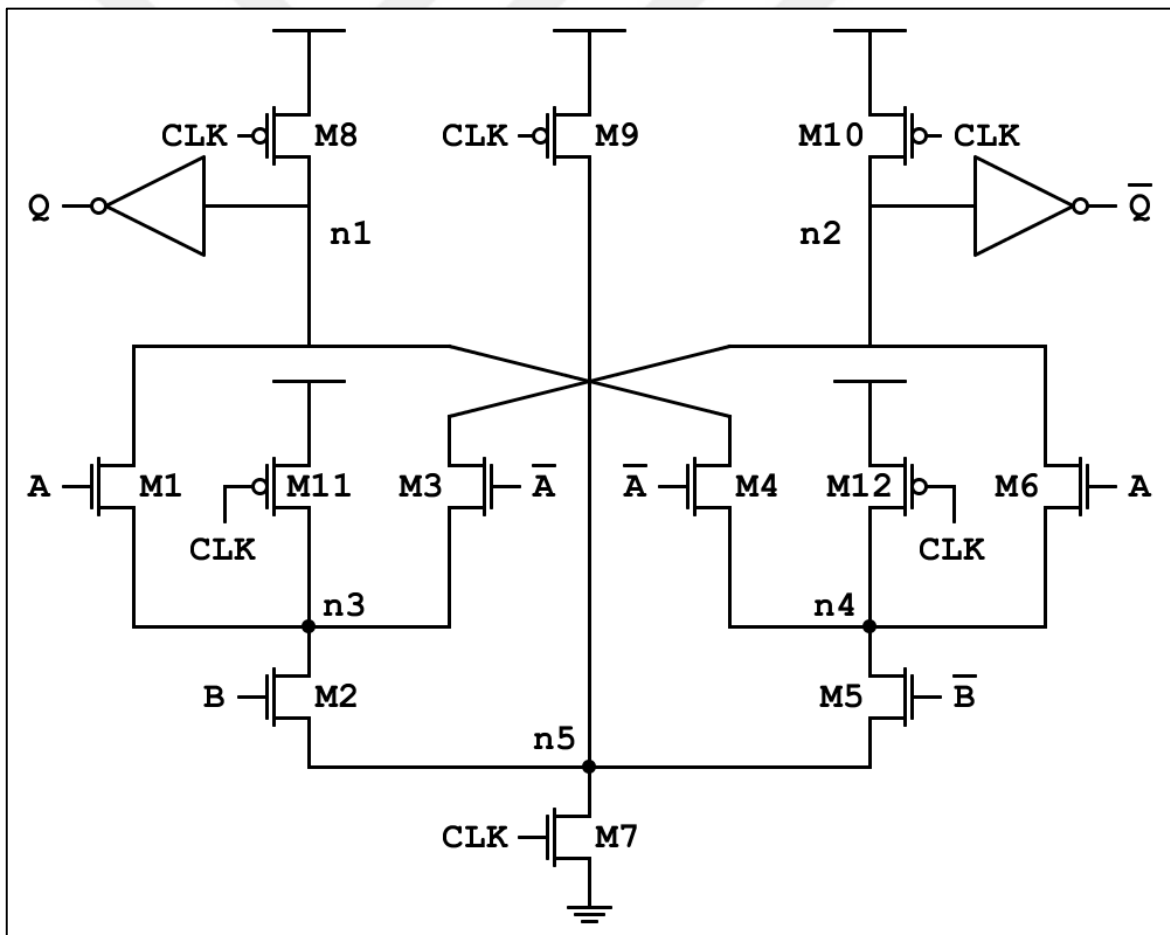 CLK M8 CLK M9 M10 CLK
Q n1 n2 Q̅
A M1 M11 M3 A̅ A̅ M4 M12 M6 A
CLK CLK
n3 n4
B M2 M5 B̅
n5
CLK M7